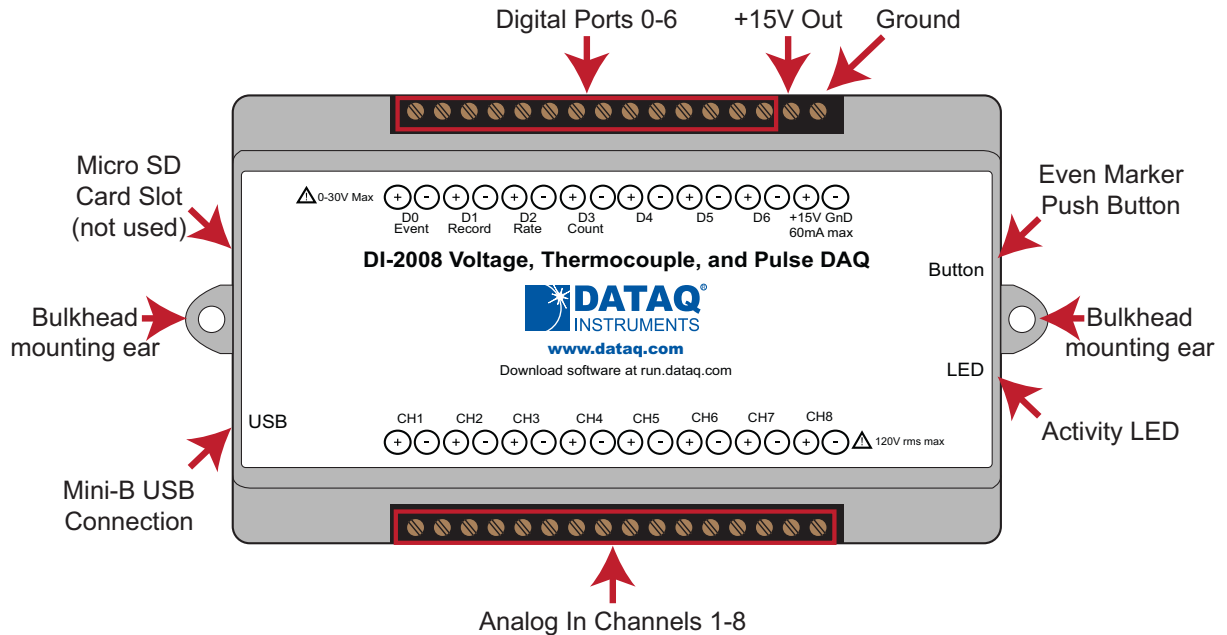 Digital Ports 0-6
+15V Out
Ground
Micro SD
Card Slot
(not used)
Even Marker
Push Button
0-30V Max
+ - + - + - + - + - + - + - + -
D0 D1 D2 D3 D4 D5 D6 +15V GnD
Event Record Rate Count 60mA max
DI-2008 Voltage, Thermocouple, and Pulse DAQ
Button
DATAQ®
INSTRUMENTS
www.dataq.com
Download software at run.dataq.com
Bulkhead
mounting ear
Bulkhead
mounting ear
LED
USB
CH1 CH2 CH3 CH4 CH5 CH6 CH7 CH8
+ - + - + - + - + - + - + - + -
120V rms max
Activity LED
Mini-B USB
Connection
Analog In Channels 1-8